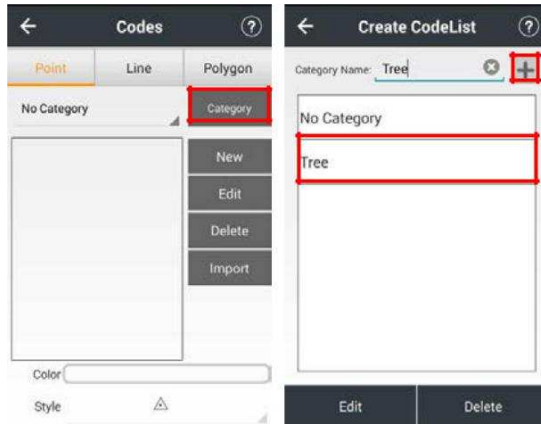 Codes ?
Point Line Polygon
No Category Category
New
Edit
Delete
Import
Color
Style
Create CodeList ?
Category Name: Tree
No Category
Tree
Edit Delete